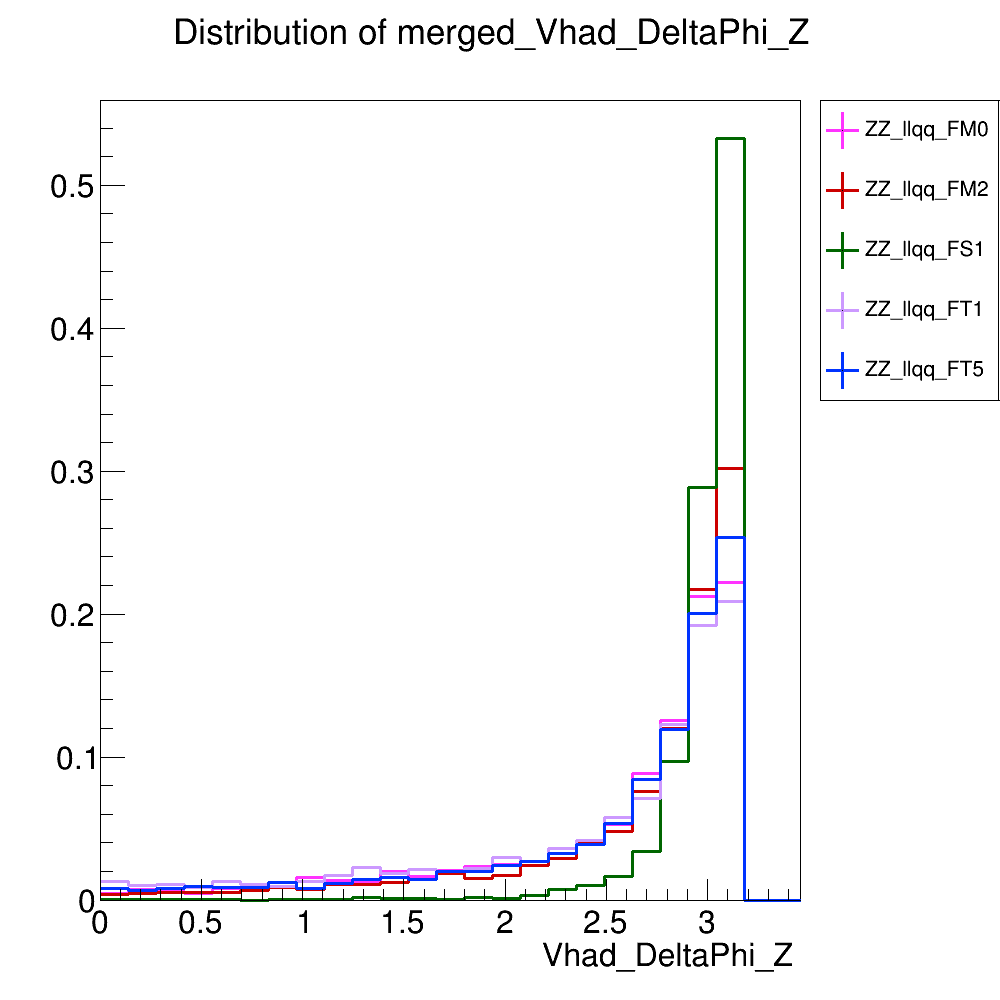 Distribution of merged_Vhad_DeltaPhi_Z
ZZ_llqq_FM0
ZZ_llqq_FM2
ZZ_llqq_FS1
ZZ_llqq_FT1
ZZ_llqq_FT5
0.5
0.4
0.3
0.2
0.1
0
0 0.5 1 1.5 2 2.5 3
Vhad_DeltaPhi_Z